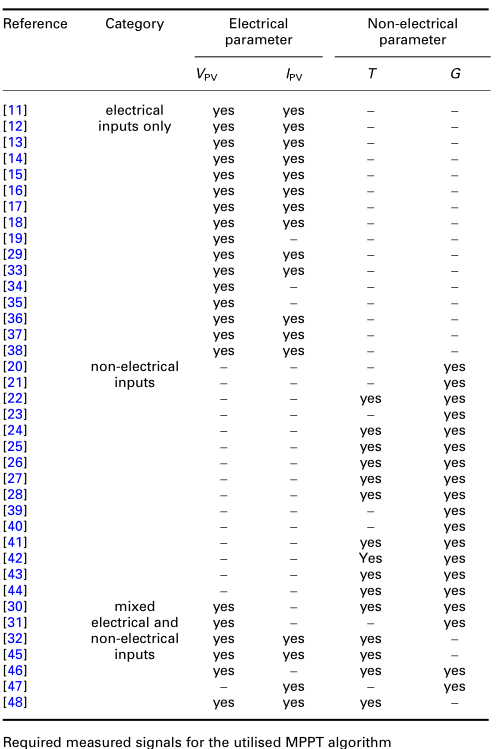 Reference Category Electrical parameter Non-electrical parameter
V_PV I_PV T G
[11] electrical yes yes – –
[12] inputs only yes yes – –
[13] yes yes – –
[14] yes yes – –
[15] yes yes – –
[16] yes yes – –
[17] yes yes – –
[18] yes yes – –
[19] yes – – –
[29] yes yes – –
[33] yes yes – –
[34] yes – – –
[35] yes – – –
[36] yes yes – –
[37] yes yes – –
[38] yes yes – –
[20] non-electrical – – – yes
[21] inputs – – – yes
[22] – – yes yes
[23] – – – yes
[24] – – yes yes
[25] – – yes yes
[26] – – yes yes
[27] – – yes yes
[28] – – yes yes
[39] – – – yes
[40] – – – yes
[41] – – yes yes
[42] – – Yes yes
[43] – – yes yes
[44] – – yes yes
[30] mixed yes – yes yes
[31] electrical and yes – – yes
[32] non-electrical yes yes yes –
[45] inputs yes yes yes –
[46] yes – yes yes
[47] – yes – yes
[48] yes yes yes –
Required measured signals for the utilised MPPT algorithm